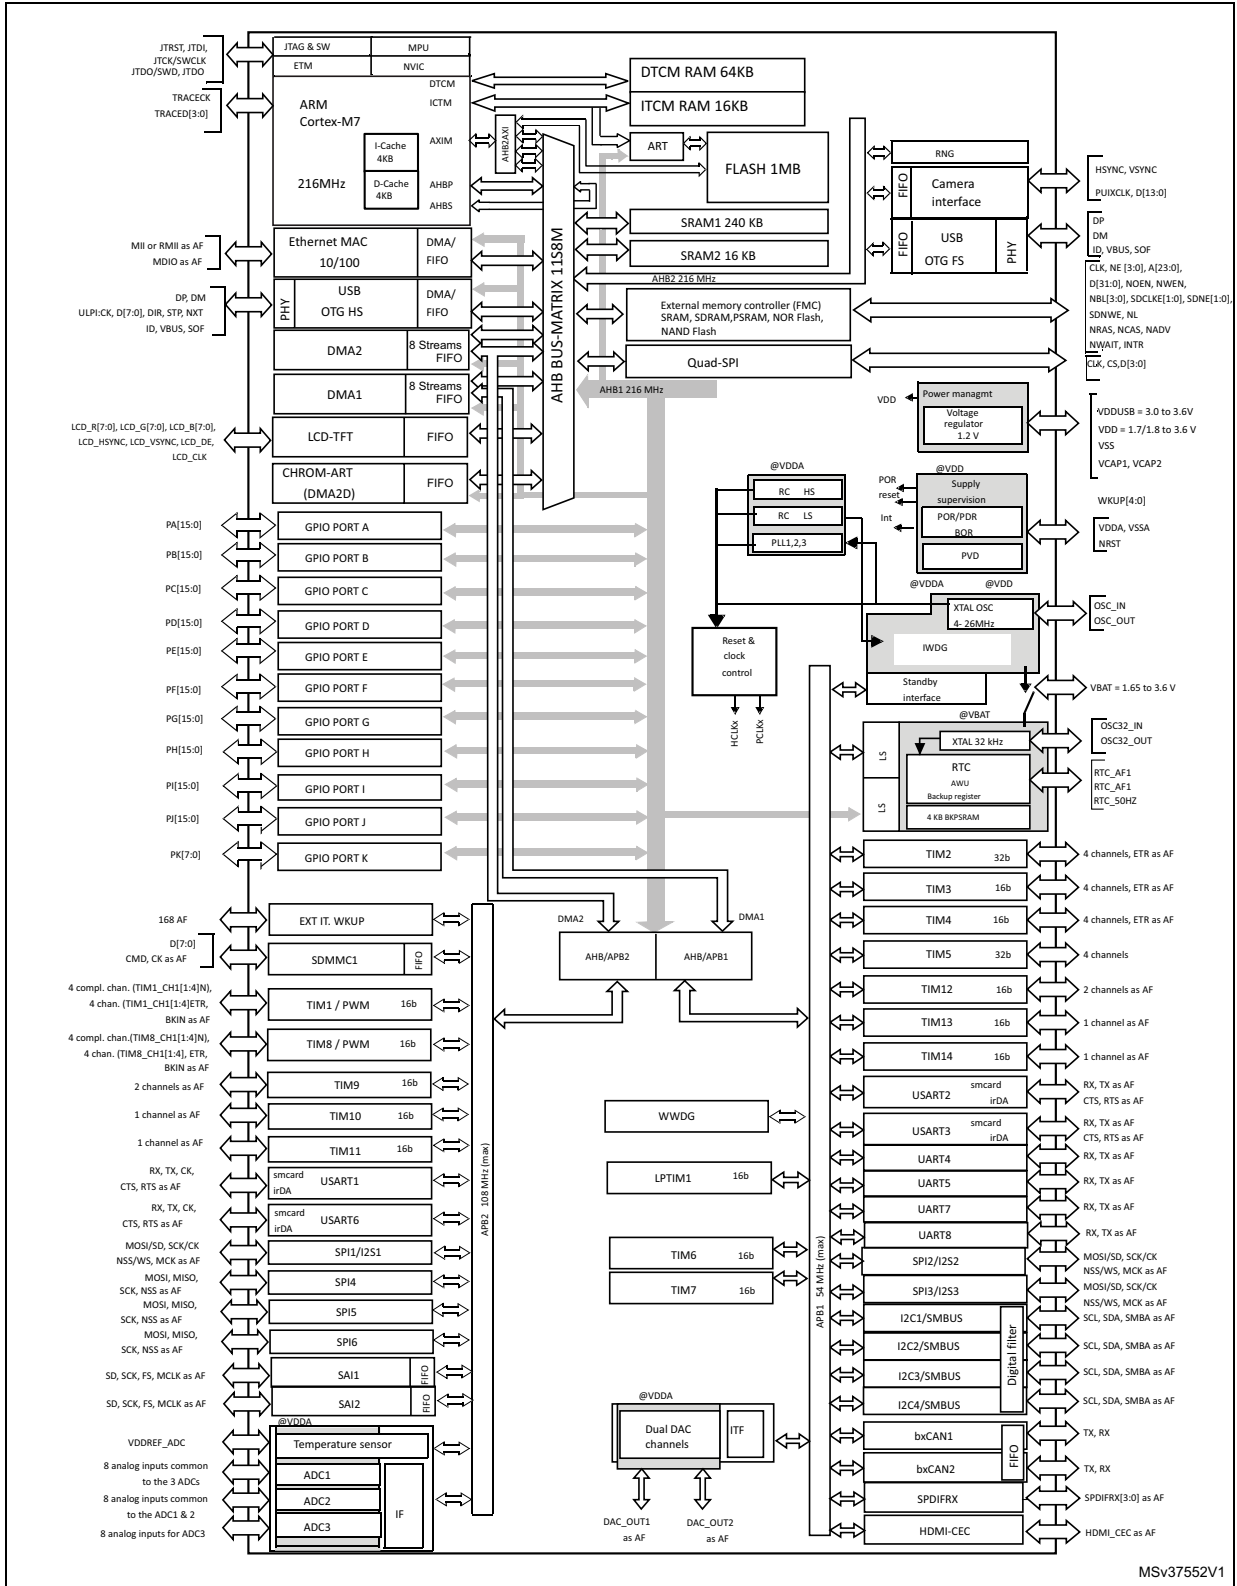 JTRST, JTDI,
JTCK/SWCLK
JTDO/SWD, JTDO
TRACECK
TRACED[3:0]
JTAG & SW
MPU
ETM
NVIC
DTCM
ICTM
ARM
Cortex-M7
AXIM
I-Cache
4KB
216MHz
D-Cache
4KB
AHBP
AHBS
AHB2AXI
DTCM RAM 64KB
ITCM RAM 16KB
ART
FLASH 1MB
SRAM1 240 KB
SRAM2 16 KB
AHB2 216 MHz
External memory controller (FMC)
SRAM, SDRAM,PSRAM, NOR Flash,
NAND Flash
Quad-SPI
AHB1 216 MHz
AHB BUS-MATRIX 11S8M
RNG
FIFO
Camera
interface
FIFO
USB
OTG FS
PHY
HSYNC, VSYNC
PUIXCLK, D[13:0]
DP
DM
ID, VBUS, SOF
CLK, NE [3:0], A[23:0],
D[31:0], NOEN, NWEN,
NBL[3:0], SDCLKE[1:0], SDNE[1:0],
SDNWE, NL
NRAS, NCAS, NADV
NWAIT, INTR
CLK, CS,D[3:0]
MII or RMII as AF
MDIO as AF
Ethernet MAC
10/100
DMA/
FIFO
DP, DM
ULPI:CK, D[7:0], DIR, STP, NXT
ID, VBUS, SOF
PHY
USB
OTG HS
DMA/
FIFO
DMA2
8 Streams
FIFO
DMA1
8 Streams
FIFO
LCD_R[7:0], LCD_G[7:0], LCD_B[7:0],
LCD_HSYNC, LCD_VSYNC, LCD_DE,
LCD_CLK
LCD-TFT
FIFO
CHROM-ART
(DMA2D)
FIFO
VDD
Power managmt
Voltage
regulator
1.2 V
VDDUSB = 3.0 to 3.6V
VDD = 1.7/1.8 to 3.6 V
VSS
VCAP1, VCAP2
@VDDA
RC HS
RC LS
PLL1,2,3
@VDD
POR
reset
Int
Supply
supervision
POR/PDR
BOR
PVD
WKUP[4:0]
VDDA, VSSA
NRST
@VDDA
@VDD
XTAL OSC
4- 26MHz
IWDG
Standby
interface
OSC_IN
OSC_OUT
VBAT = 1.65 to 3.6 V
Reset &
clock
control
HCLKx
PCLKx
@VBAT
LS
LS
XTAL 32 kHz
RTC
AWU
Backup register
4 KB BKPSRAM
OSC32_IN
OSC32_OUT
RTC_AF1
RTC_AF1
RTC_50HZ
PA[15:0]
GPIO PORT A
PB[15:0]
GPIO PORT B
PC[15:0]
GPIO PORT C
PD[15:0]
GPIO PORT D
PE[15:0]
GPIO PORT E
PF[15:0]
GPIO PORT F
PG[15:0]
GPIO PORT G
PH[15:0]
GPIO PORT H
PI[15:0]
GPIO PORT I
PJ[15:0]
GPIO PORT J
PK[7:0]
GPIO PORT K
DMA2
DMA1
AHB/APB2
AHB/APB1
168 AF
EXT IT. WKUP
D[7:0]
CMD, CK as AF
SDMMC1
FIFO
4 compl. chan. (TIM1_CH1[1:4]N),
4 chan. (TIM1_CH1[1:4]ETR,
BKIN as AF
TIM1 / PWM 16b
4 compl. chan.(TIM8_CH1[1:4]N),
4 chan. (TIM8_CH1[1:4], ETR,
BKIN as AF
TIM8 / PWM 16b
2 channels as AF
TIM9 16b
1 channel as AF
TIM10 16b
1 channel as AF
TIM11 16b
RX, TX, CK,
CTS, RTS as AF
smcard
irDA
USART1
RX, TX, CK,
CTS, RTS as AF
smcard
irDA
USART6
MOSI/SD, SCK/CK
NSS/WS, MCK as AF
SPI1/I2S1
MOSI, MISO,
SCK, NSS as AF
SPI4
MOSI, MISO,
SCK, NSS as AF
SPI5
MOSI, MISO,
SCK, NSS as AF
SPI6
SD, SCK, FS, MCLK as AF
SAI1
FIFO
SD, SCK, FS, MCLK as AF
SAI2
FIFO
@VDDA
VDDREF_ADC
Temperature sensor
8 analog inputs common
to the 3 ADCs
ADC1
8 analog inputs common
to the ADC1 & 2
ADC2
8 analog inputs for ADC3
ADC3
IF
APB2 108 MHz (max)
WWDG
LPTIM1 16b
TIM6 16b
TIM7 16b
@VDDA
Dual DAC
channels
ITF
DAC_OUT1
as AF
DAC_OUT2
as AF
APB1 54 MHz (max)
TIM2 32b
4 channels, ETR as AF
TIM3 16b
4 channels, ETR as AF
TIM4 16b
4 channels, ETR as AF
TIM5 32b
4 channels
TIM12 16b
2 channels as AF
TIM13 16b
1 channel as AF
TIM14 16b
1 channel as AF
USART2
smcard
irDA
RX, TX as AF
CTS, RTS as AF
USART3
smcard
irDA
RX, TX as AF
CTS, RTS as AF
UART4
RX, TX as AF
UART5
RX, TX as AF
UART7
RX, TX as AF
UART8
RX, TX as AF
SPI2/I2S2
MOSI/SD, SCK/CK
NSS/WS, MCK as AF
SPI3/I2S3
MOSI/SD, SCK/CK
NSS/WS, MCK as AF
I2C1/SMBUS
SCL, SDA, SMBA as AF
I2C2/SMBUS
SCL, SDA, SMBA as AF
I2C3/SMBUS
SCL, SDA, SMBA as AF
I2C4/SMBUS
SCL, SDA, SMBA as AF
Digital filter
bxCAN1
TX, RX
bxCAN2
TX, RX
FIFO
SPDIFRX
SPDIFRX[3:0] as AF
HDMI-CEC
HDMI_CEC as AF
MSv37552V1